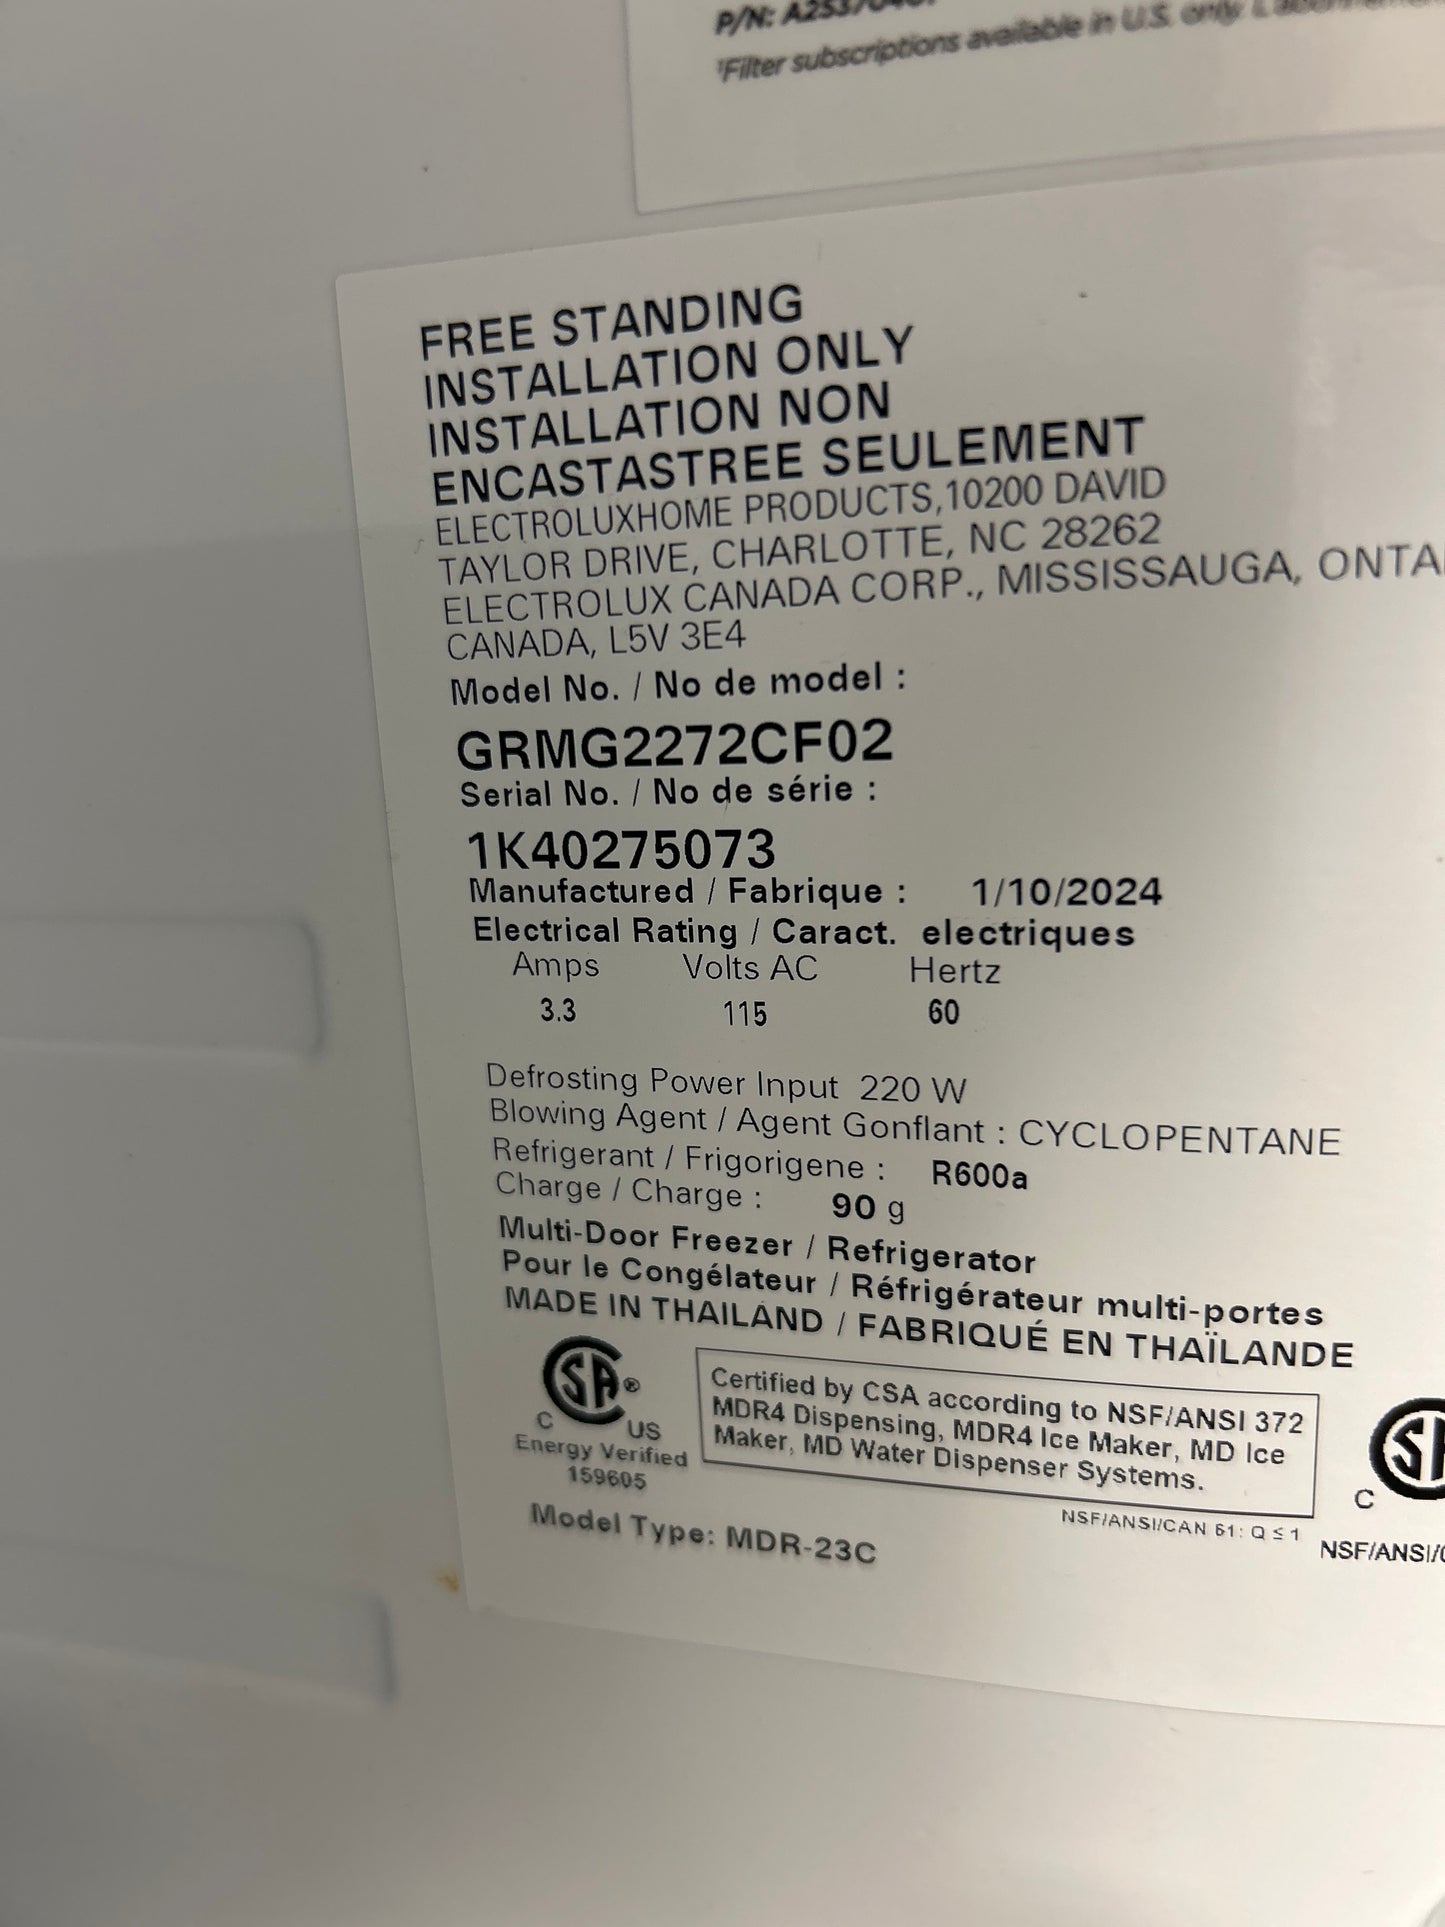 P/N:
¹Filter subscriptions available in U.S. only.
FREE STANDING
INSTALLATION ONLY
INSTALLATION NON
ENCASTASTREE SEULEMENT
ELECTROLUXHOME PRODUCTS,10200 DAVID
TAYLOR DRIVE, CHARLOTTE, NC 28262
ELECTROLUX CANADA CORP., MISSISSAUGA, ONTA
CANADA, L5V 3E4
Model No. / No de model :
GRMG2272CF02
Serial No. / No de série :
1K40275073
Manufactured / Fabrique : 1/10/2024
Electrical Rating / Caract. electriques
Amps Volts AC Hertz
3.3 115 60
Defrosting Power Input 220 W
Blowing Agent / Agent Gonflant : CYCLOPENTANE
Refrigerant / Frigorigene : R600a
Charge / Charge : 90 g
Multi-Door Freezer / Refrigerator
Pour le Congélateur / Réfrigérateur multi-portes
MADE IN THAILAND / FABRIQUÉ EN THAÏLANDE
SA®
C US
Energy Verified
159605
Certified by CSA according to NSF/ANSI 372
MDR4 Dispensing, MDR4 Ice Maker, MD Ice
Maker, MD Water Dispenser Systems.
NSF/ANSI/CAN 61: Q ≤ 1
C
NSF/ANSI/
Model Type: MDR-23C